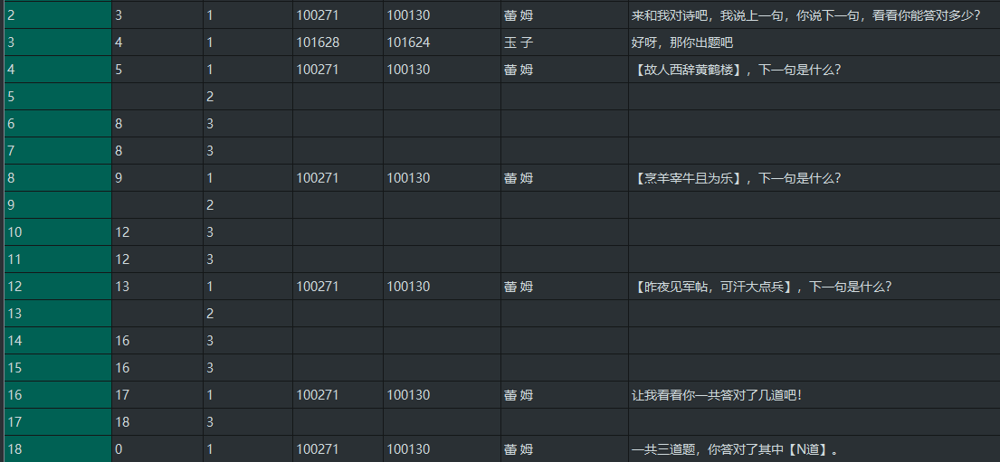 2 3 1 100271 100130 蕾 姆 来和我对诗吧，我说上一句，你说下一句，看看你能答对多少？
3 4 1 101628 101624 玉 子 好呀，那你出题吧
4 5 1 100271 100130 蕾 姆 【故人西辞黄鹤楼】，下一句是什么？
5 2
6 8 3
7 8 3
8 9 1 100271 100130 蕾 姆 【烹羊宰牛且为乐】，下一句是什么？
9 2
10 12 3
11 12 3
12 13 1 100271 100130 蕾 姆 【昨夜见军帖，可汗大点兵】，下一句是什么？
13 2
14 16 3
15 16 3
16 17 1 100271 100130 蕾 姆 让我看看你一共答对了几道吧！
17 18 3
18 0 1 100271 100130 蕾 姆 一共三道题，你答对了其中【N道】。